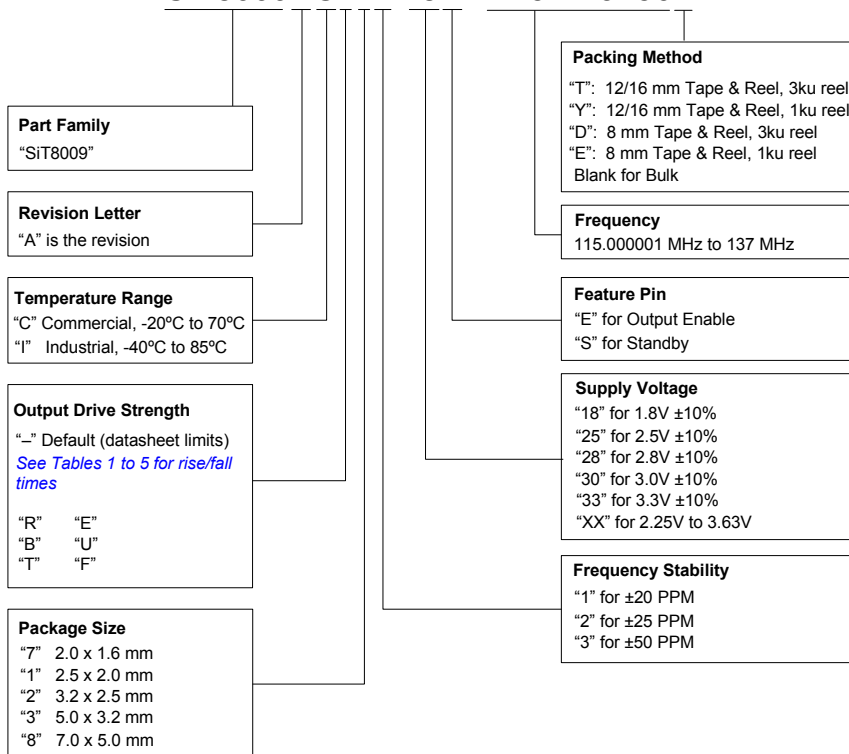 Part Family
“SiT8009”
Revision Letter
“A” is the revision
Temperature Range
“C” Commercial, -20ºC to 70ºC
“I” Industrial, -40ºC to 85ºC
Output Drive Strength
“–” Default (datasheet limits)
See Tables 1 to 5 for rise/fall
times
“R” “E”
“B” “U”
“T” “F”
Package Size
“7” 2.0 x 1.6 mm
“1” 2.5 x 2.0 mm
“2” 3.2 x 2.5 mm
“3” 5.0 x 3.2 mm
“8” 7.0 x 5.0 mm
Packing Method
“T”: 12/16 mm Tape & Reel, 3ku reel
“Y”: 12/16 mm Tape & Reel, 1ku reel
“D”: 8 mm Tape & Reel, 3ku reel
“E”: 8 mm Tape & Reel, 1ku reel
Blank for Bulk
Frequency
115.000001 MHz to 137 MHz
Feature Pin
“E” for Output Enable
“S” for Standby
Supply Voltage
“18” for 1.8V ±10%
“25” for 2.5V ±10%
“28” for 2.8V ±10%
“30” for 3.0V ±10%
“33” for 3.3V ±10%
“XX” for 2.25V to 3.63V
Frequency Stability
“1” for ±20 PPM
“2” for ±25 PPM
“3” for ±50 PPM